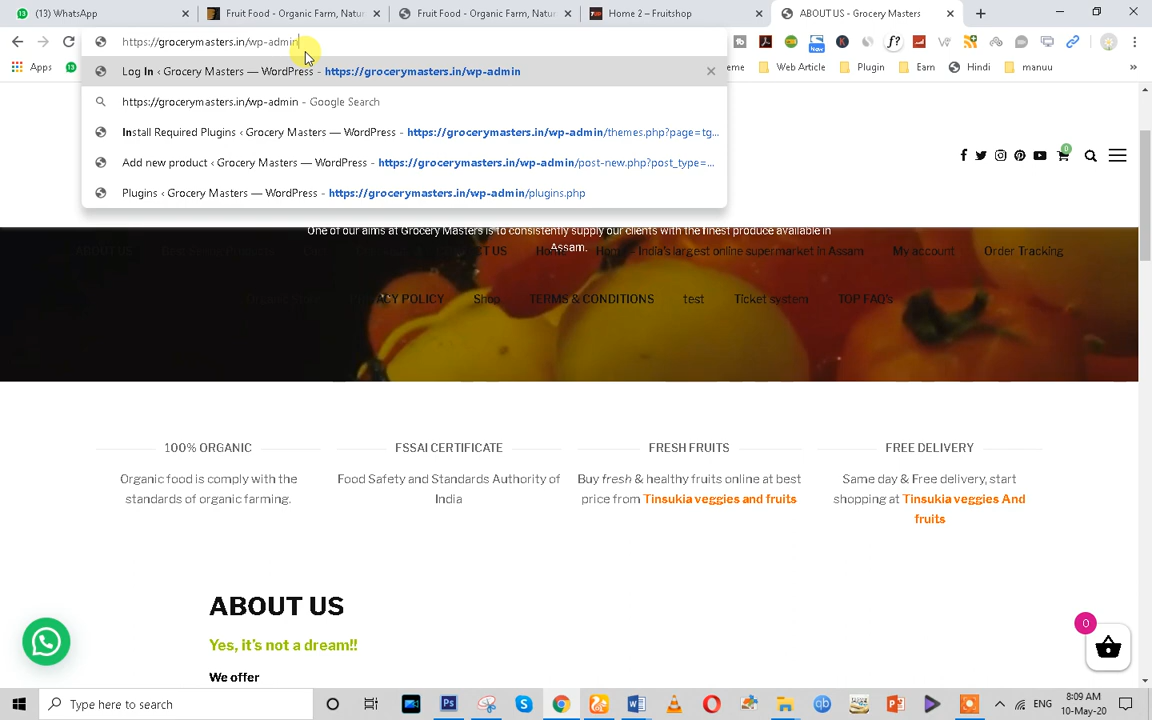 (13) WhatsApp
Fruit Food - Organic Farm, Natur
Fruit Food - Organic Farm, Natur
Home 2 – Fruitshop
ABOUT US - Grocery Masters
https://grocerymasters.in/wp-admin
Apps
eme
Web Article
Plugin
Earn
Hindi
manuu
Log In ‹ Grocery Masters — WordPress - https://grocerymasters.in/wp-admin
https://grocerymasters.in/wp-admin - Google Search
Install Required Plugins ‹ Grocery Masters — WordPress - https://grocerymasters.in/wp-admin/themes.php?page=tg...
Add new product ‹ Grocery Masters — WordPress - https://grocerymasters.in/wp-admin/post-new.php?post_type=...
Plugins ‹ Grocery Masters — WordPress - https://grocerymasters.in/wp-admin/plugins.php
0
One of our aims at Grocery Masters is to consistently supply our clients with the finest produce available in
Assam.
ABOUT US
US
Home
Home – India's largest online supermarket in Assam
My account
Order Tracking
ACY POLICY
Shop
TERMS & CONDITIONS
test
Ticket system
TOP FAQ's
100% ORGANIC
Organic food is comply with the
standards of organic farming.
FSSAI CERTIFICATE
Food Safety and Standards Authority of
India
FRESH FRUITS
Buy fresh & healthy fruits online at best
price from Tinsukia veggies and fruits
FREE DELIVERY
Same day & Free delivery, start
shopping at Tinsukia veggies And
fruits
ABOUT US
Yes, it's not a dream!!
We offer
0
Type here to search
ENG
8:09 AM
10-May-20